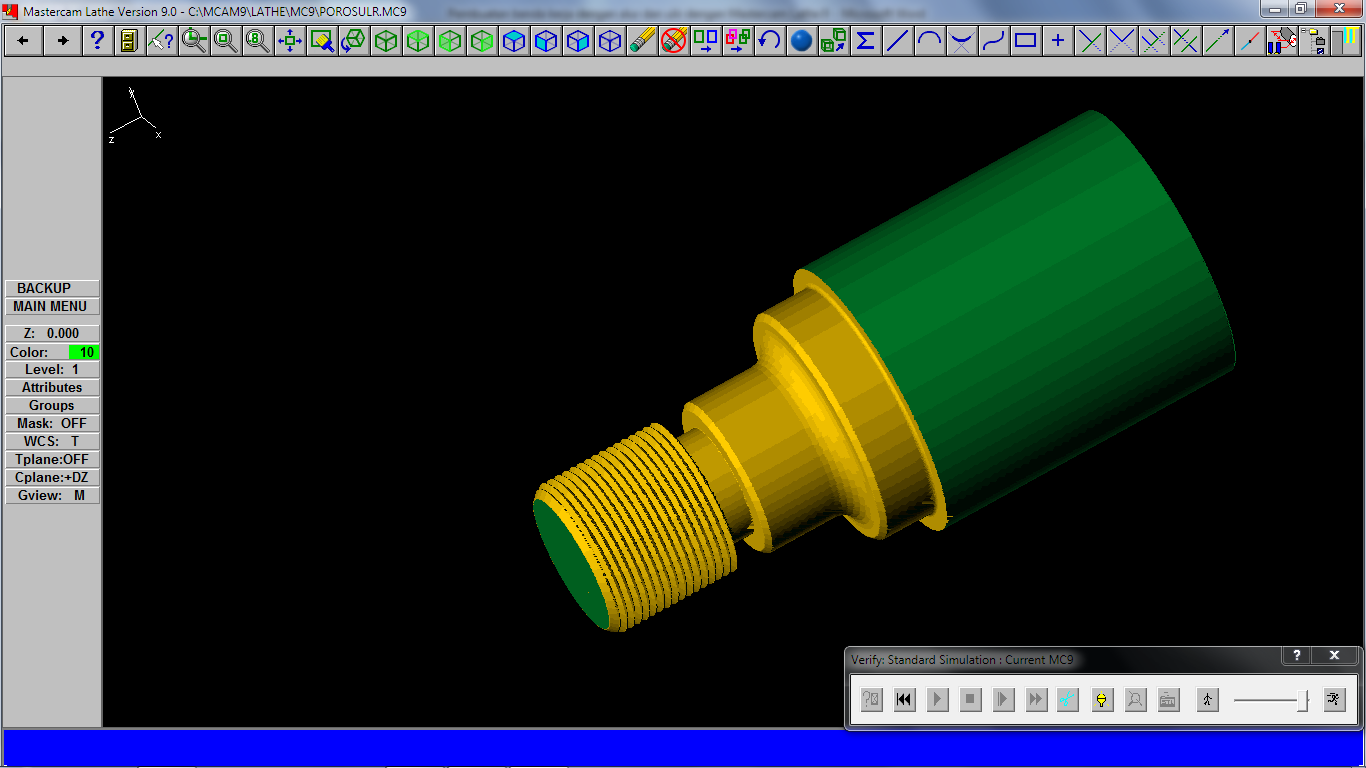 Mastercam Lathe Version 9.0 - C:\MCAM9\LATHE\MC9\POROSULR.MC9
Y
Z
X
BACKUP
MAIN MENU
Z: 0.000
Color: 10
Level: 1
Attributes
Groups
Mask: OFF
WCS: T
Tplane:OFF
Cplane:+DZ
Gview: M
Verify: Standard Simulation : Current MC9